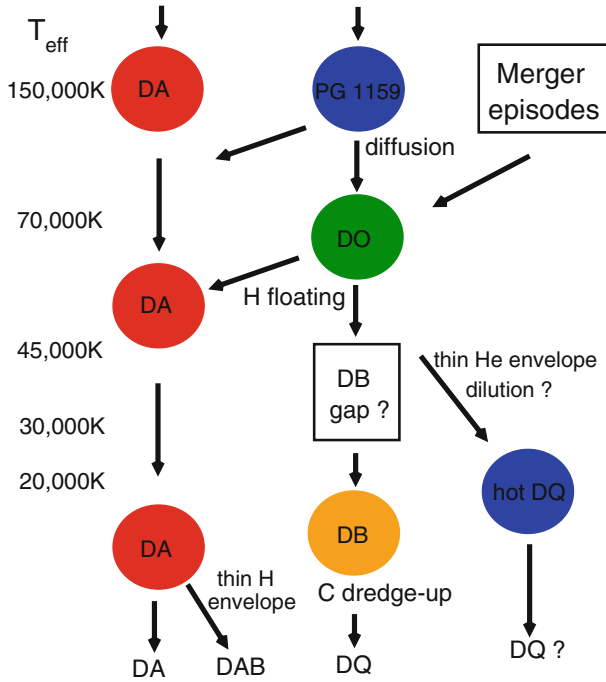 T eff
150,000K
DA
PG 1159
Merger
episodes
diffusion
70,000K
DO
DA
H floating
45,000K
DB
gap ?
thin He envelope
dilution ?
30,000K
20,000K
hot DQ
DA
DB
thin H
envelope
C dredge-up
DA
DAB
DQ
DQ ?